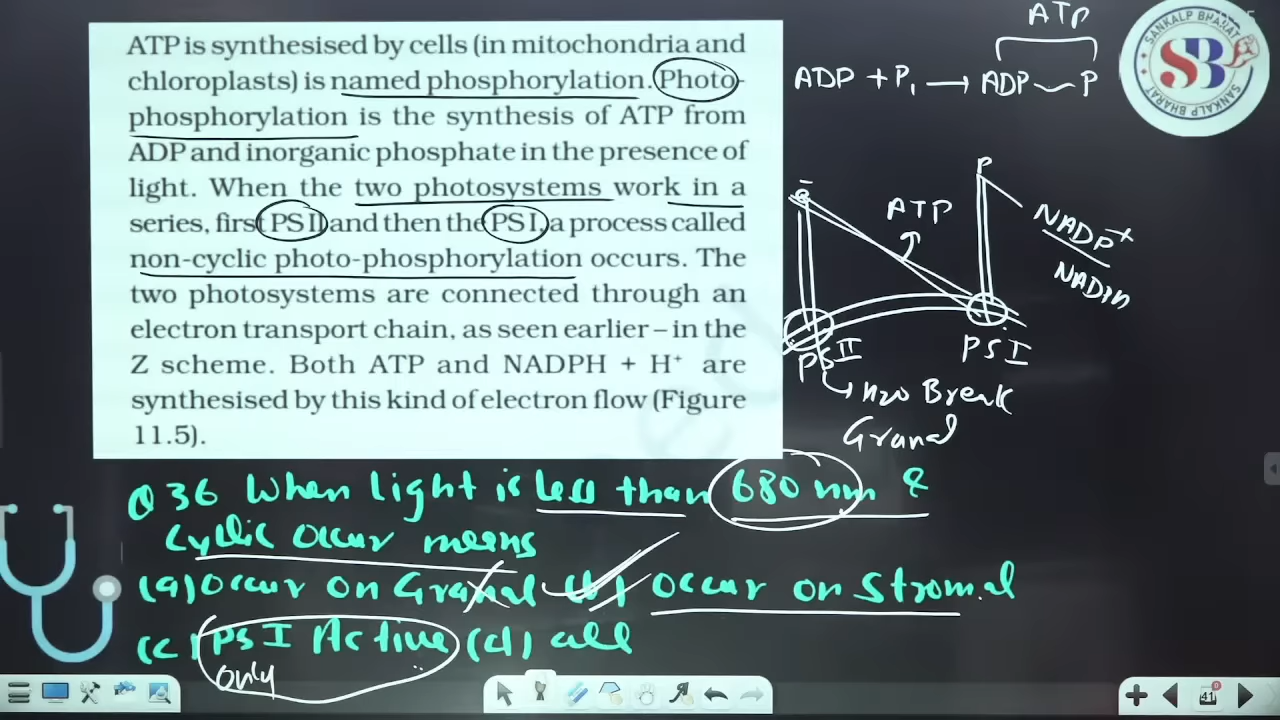 ATP is synthesised by cells (in mitochondria and
chloroplasts) is named phosphorylation. Photo-
phosphorylation is the synthesis of ATP from
ADP and inorganic phosphate in the presence of
light. When the two photosystems work in a
series, first PS II and then the PS I, a process called
non-cyclic photo-phosphorylation occurs. The
two photosystems are connected through an
electron transport chain, as seen earlier – in the
Z scheme. Both ATP and NADPH + H⁺ are
synthesised by this kind of electron flow (Figure
11.5).
ATP
ADP + Pi → ADP ~ P
SANKALP BHARAT
SB
SANKALP BHARAT
P
ATP
NADP+
PS II
PS I
H2O Break
Granal
Q 36 When light is less than 680 nm &
Cyclic Occur means
(a) Occur on Granal (b) Occur on Stromal
(c) PS I Active (d) all
only
41